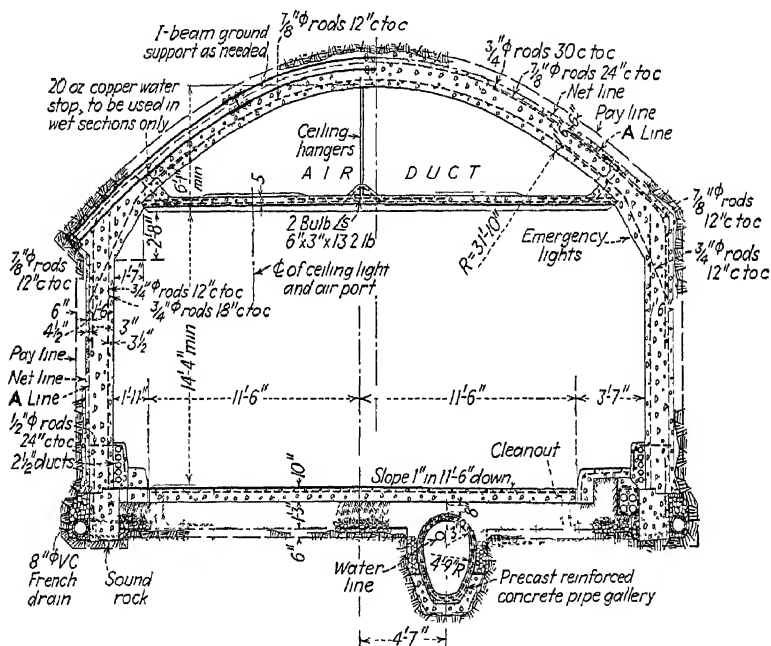 I-beam ground
support as needed
7/8"φ rods 12"c to c
3/4"φ rods 30 c to c
7/8"φ rods 24"c to c
Net line
Pay line
A Line
20 oz copper water
stop, to be used in
wet sections only
Ceiling
hangers
AIR DUCT
min
5"
2'-8"
2 Bulb Ls
6"x3"x13 2 lb
R=31'-10"
Emergency
lights
7/8"φ rods
12"c to c
3/4"φ rods
12"c to c
7/8"φ rods
12"c to c
1'-7"
3/4"φ rods 12"c to c
3/4"φ rods 18"c to c
℄ of ceiling light
and air port
6"
4½"
3"
3½"
Pay line
Net line
A Line
½"φ rods
24"c to c
2½"ducts
14'-4"min
1'-11"
11'-6"
11'-6"
3'-7"
Cleanout
10"
Slope 1" in 11'-6"down
8"
6"
3'
4'-9"R
Water
line
8"φ VC
French
drain
Sound
rock
Precast reinforced
concrete pipe gallery
4'-7"